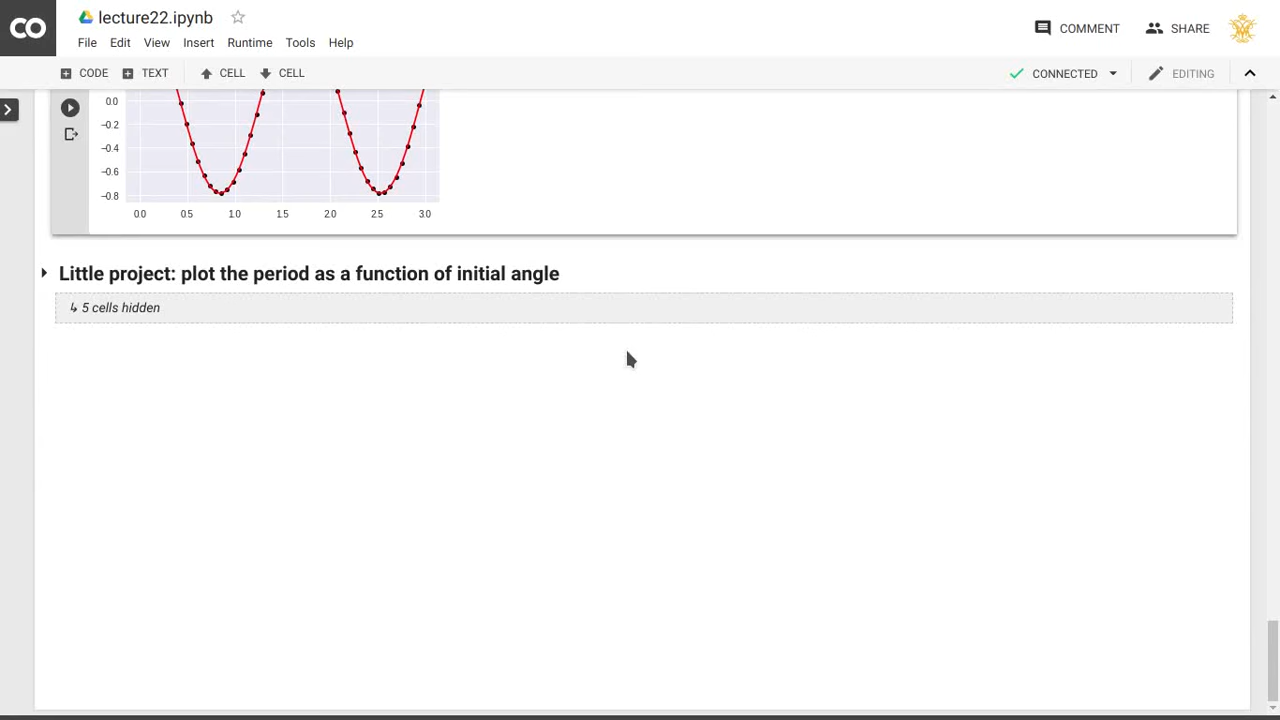 CO
lecture22.ipynb
File Edit View Insert Runtime Tools Help
COMMENT SHARE
CODE TEXT CELL CELL
CONNECTED EDITING
0.0
−0.2
−0.4
−0.6
−0.8
0.0 0.5 1.0 1.5 2.0 2.5 3.0
Little project: plot the period as a function of initial angle
↳ 5 cells hidden